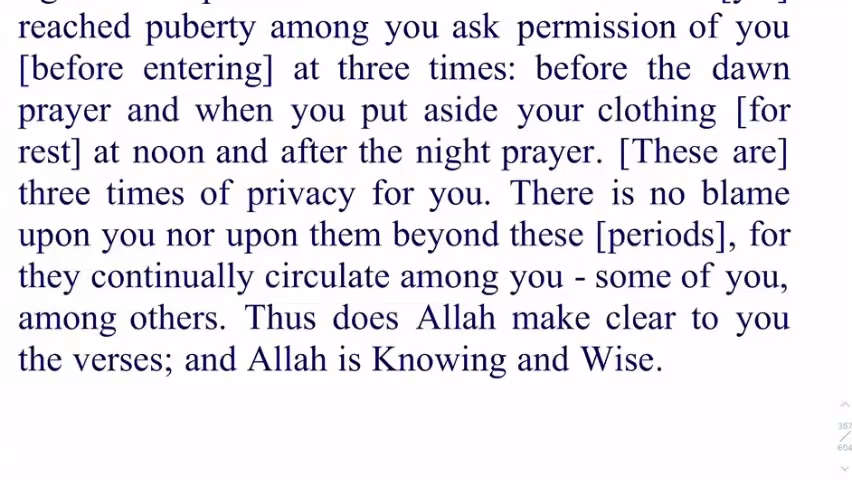 reached puberty among you ask permission of you
[before entering] at three times: before the dawn
prayer and when you put aside your clothing [for
rest] at noon and after the night prayer. [These are]
three times of privacy for you. There is no blame
upon you nor upon them beyond these [periods], for
they continually circulate among you - some of you,
among others. Thus does Allah make clear to you
the verses; and Allah is Knowing and Wise.
357
/
604